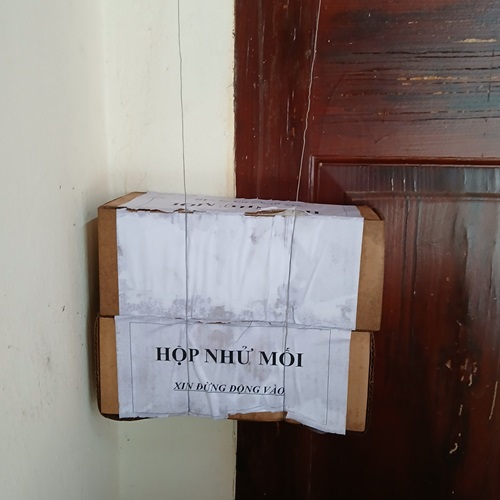 HỘP NHỬ MỐI
XIN ĐỪNG ĐỘNG VÀO